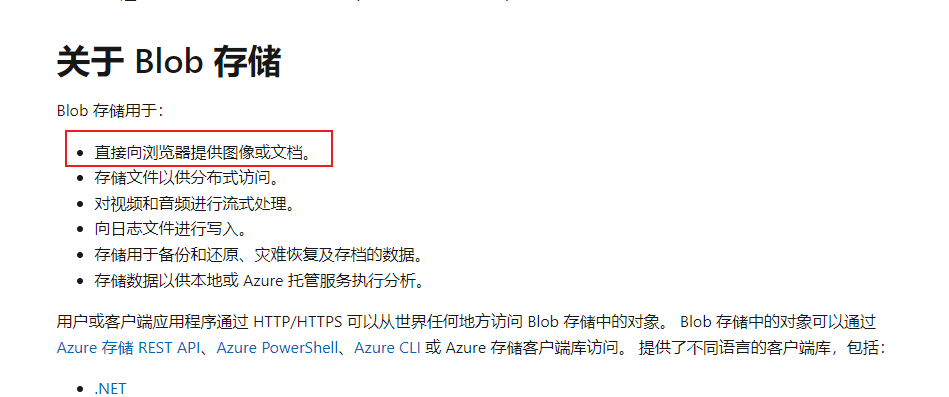 关于 Blob 存储
Blob 存储用于：
• 直接向浏览器提供图像或文档。
• 存储文件以供分布式访问。
• 对视频和音频进行流式处理。
• 向日志文件进行写入。
• 存储用于备份和还原、灾难恢复及存档的数据。
• 存储数据以供本地或 Azure 托管服务执行分析。
用户或客户端应用程序通过 HTTP/HTTPS 可以从世界任何地方访问 Blob 存储中的对象。 Blob 存储中的对象可以通过
Azure 存储 REST API、Azure PowerShell、Azure CLI 或 Azure 存储客户端库访问。 提供了不同语言的客户端库，包括：
• .NET